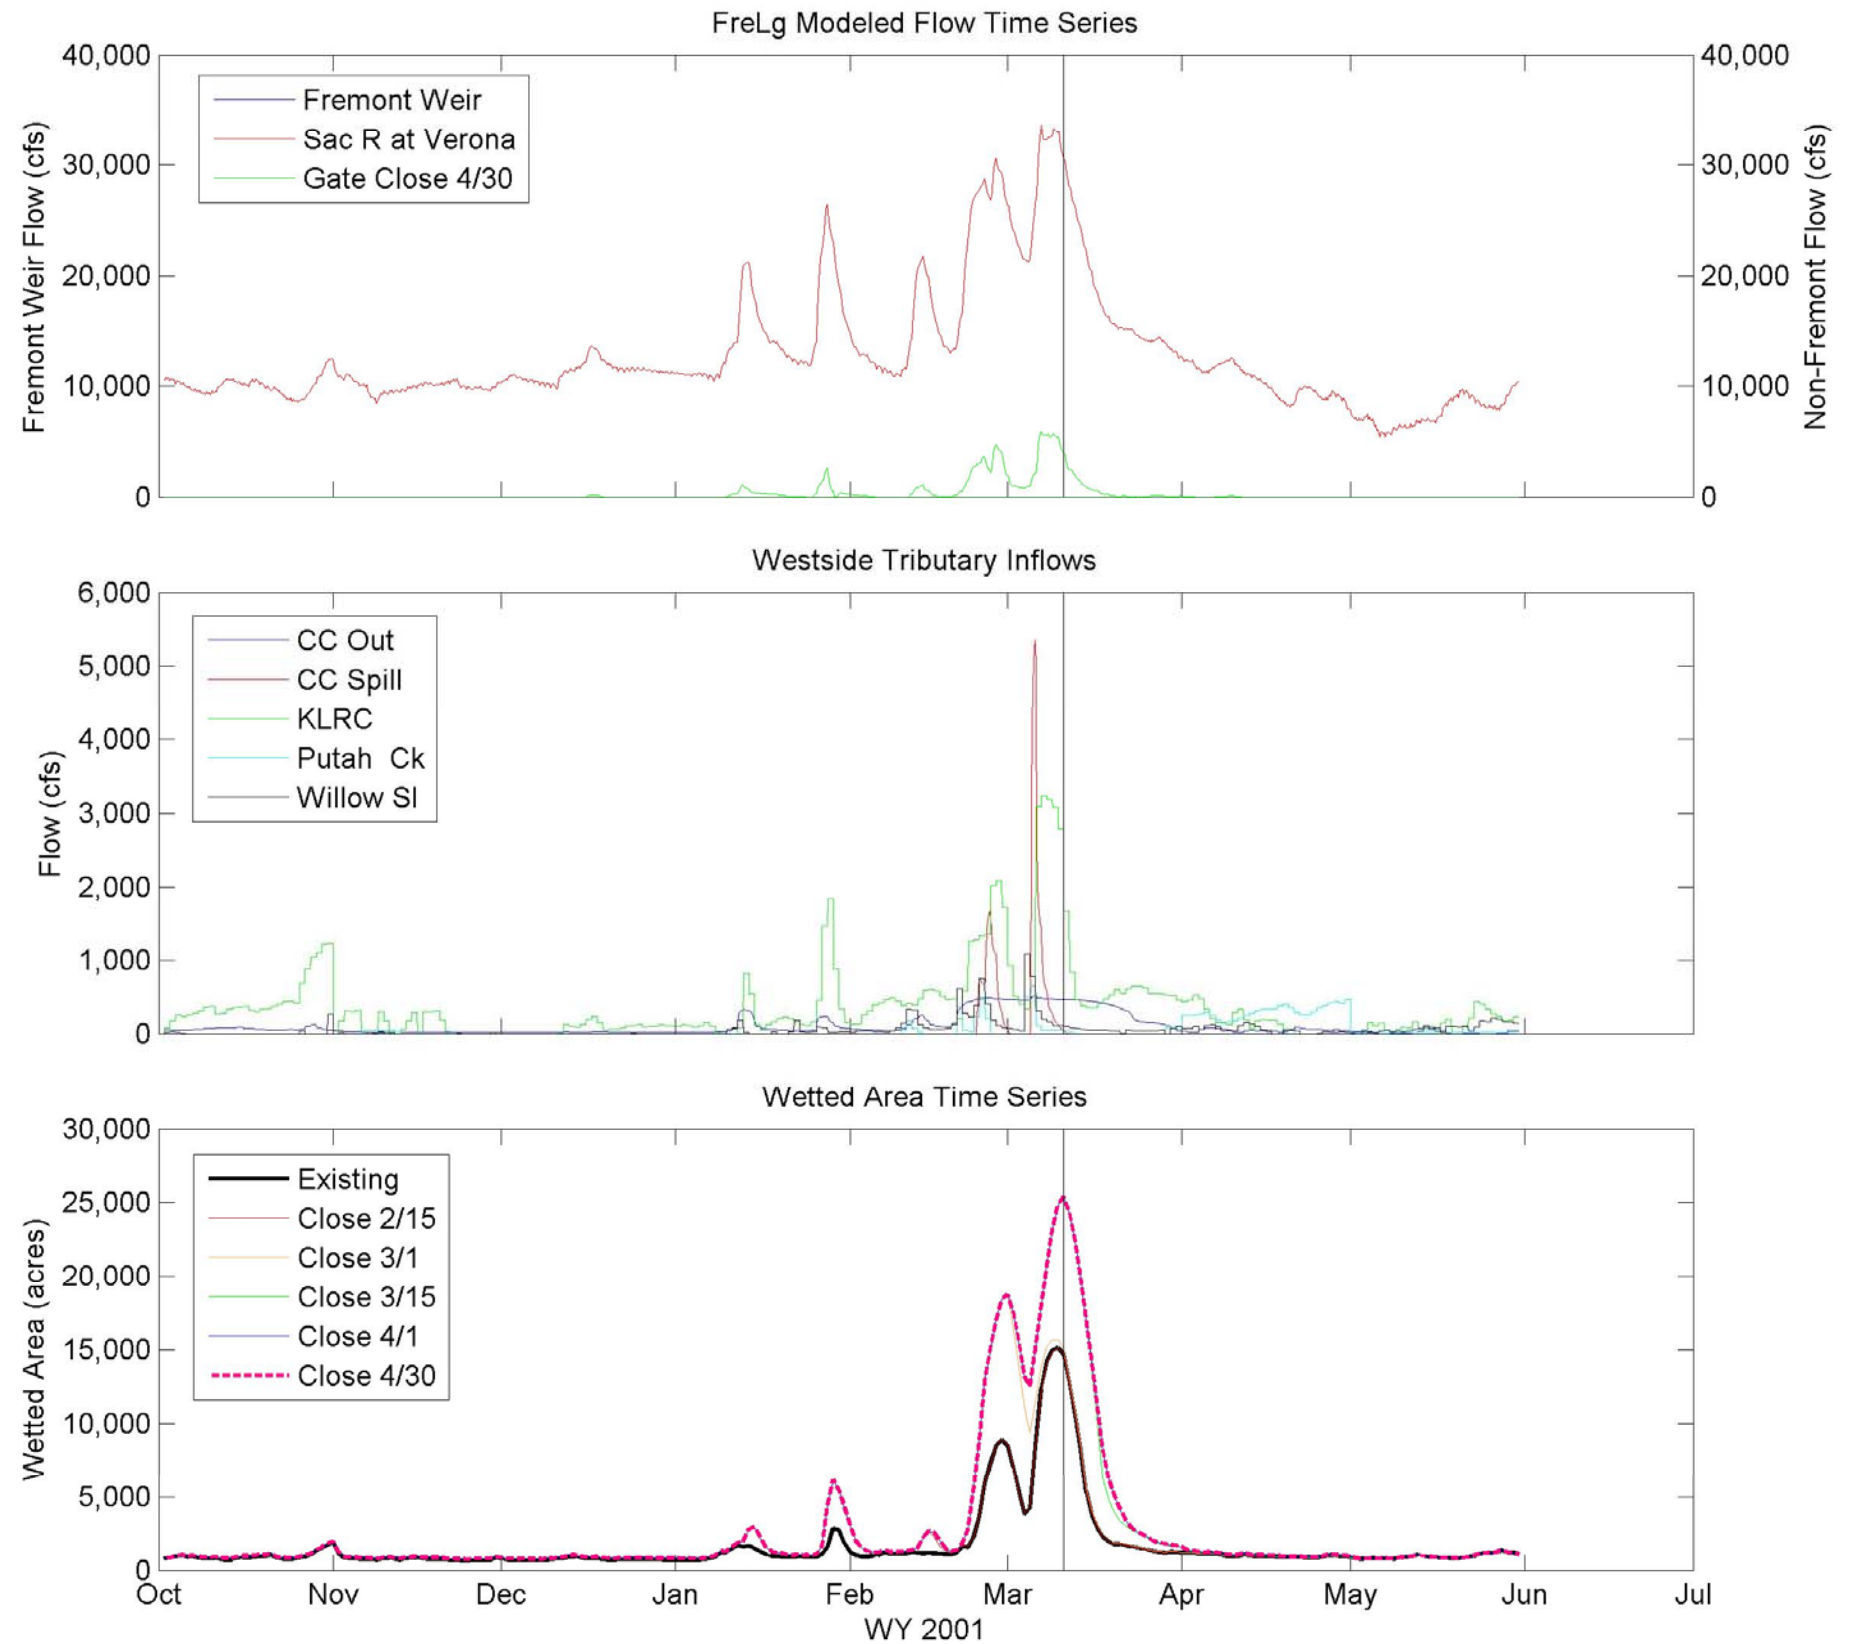 FreLg Modeled Flow Time Series
40,000
30,000
20,000
10,000
0
Fremont Weir Flow (cfs)
Fremont Weir
Sac R at Verona
Gate Close 4/30
40,000
30,000
20,000
10,000
0
Non-Fremont Flow (cfs)
Westside Tributary Inflows
6,000
5,000
4,000
3,000
2,000
1,000
0
Flow (cfs)
CC Out
CC Spill
KLRC
Putah Ck
Willow Sl
Wetted Area Time Series
30,000
25,000
20,000
15,000
10,000
5,000
0
Wetted Area (acres)
Existing
Close 2/15
Close 3/1
Close 3/15
Close 4/1
Close 4/30
Oct Nov Dec Jan Feb Mar Apr May Jun Jul
WY 2001